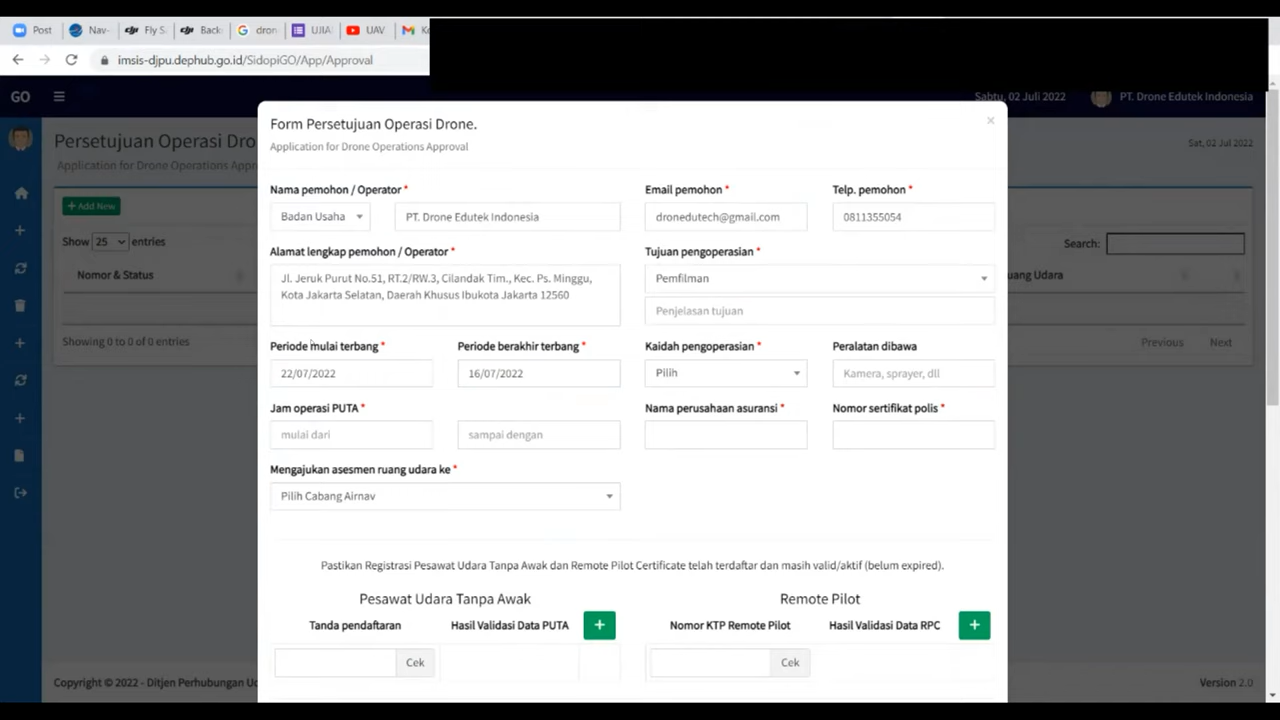 Post
Nav-
dji Fly S
dji Back
dron
UJIA
UAV
imsis-djpu.dephub.go.id/SidopiGO/App/Approval
GO
Sabtu, 02 Juli 2022
PT. Drone Edutek Indonesia
Persetujuan Operasi Dro
Application for Drone Operations Appr
Sat, 02 Jul 2022
+ Add New
Show 25 entries
Search:
Nomor & Status
uang Udara
Showing 0 to 0 of 0 entries
Previous
Next
Form Persetujuan Operasi Drone.
×
Application for Drone Operations Approval
Nama pemohon / Operator *
Email pemohon *
Telp. pemohon *
Badan Usaha
PT. Drone Edutek Indonesia
dronedutech@gmail.com
0811355054
Alamat lengkap pemohon / Operator *
Tujuan pengoperasian *
Jl. Jeruk Purut No.51, RT.2/RW.3, Cilandak Tim., Kec. Ps. Minggu,
Kota Jakarta Selatan, Daerah Khusus Ibukota Jakarta 12560
Pemfilman
Penjelasan tujuan
Periode mulai terbang *
Periode berakhir terbang *
Kaidah pengoperasian *
Peralatan dibawa
22/07/2022
16/07/2022
Pilih
Kamera, sprayer, dll
Jam operasi PUTA *
Nama perusahaan asuransi *
Nomor sertifikat polis *
mulai dari
sampai dengan
Mengajukan asesmen ruang udara ke *
Pilih Cabang Airnav
Pastikan Registrasi Pesawat Udara Tanpa Awak dan Remote Pilot Certificate telah terdaftar dan masih valid/aktif (belum expired).
Pesawat Udara Tanpa Awak
Remote Pilot
Tanda pendaftaran
Hasil Validasi Data PUTA
+
Nomor KTP Remote Pilot
Hasil Validasi Data RPC
+
Cek
Cek
Copyright © 2022 - Ditjen Perhubungan Ud
Version 2.0